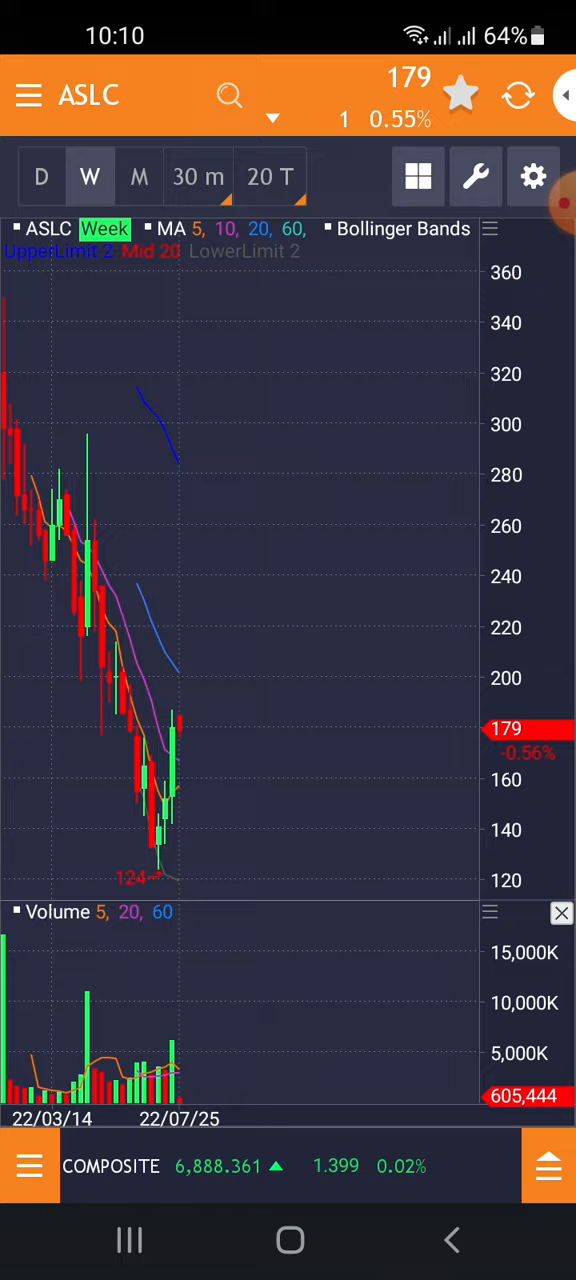 10:10 64%
ASLC 179
1 0.55%
D W M 30 m 20 T
ASLC Week MA 5, 10, 20, 60, Bollinger Bands
UpperLimit 2 Mid 20 LowerLimit 2
360
340
320
300
280
260
240
220
200
179
-0.56%
160
140
124
120
Volume 5, 20, 60
15,000K
10,000K
5,000K
605,444
22/03/14 22/07/25
COMPOSITE 6,888.361 1.399 0.02%